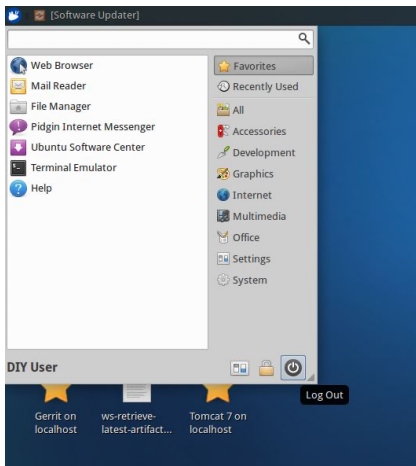 [Software Updater]
Web Browser
Mail Reader
File Manager
Pidgin Internet Messenger
Ubuntu Software Center
Terminal Emulator
Help
Favorites
Recently Used
All
Accessories
Development
Graphics
Internet
Multimedia
Office
Settings
System
DIY User
Log Out
Gerrit on
localhost
ws-retrieve-
latest-artifact...
Tomcat 7 on
localhost